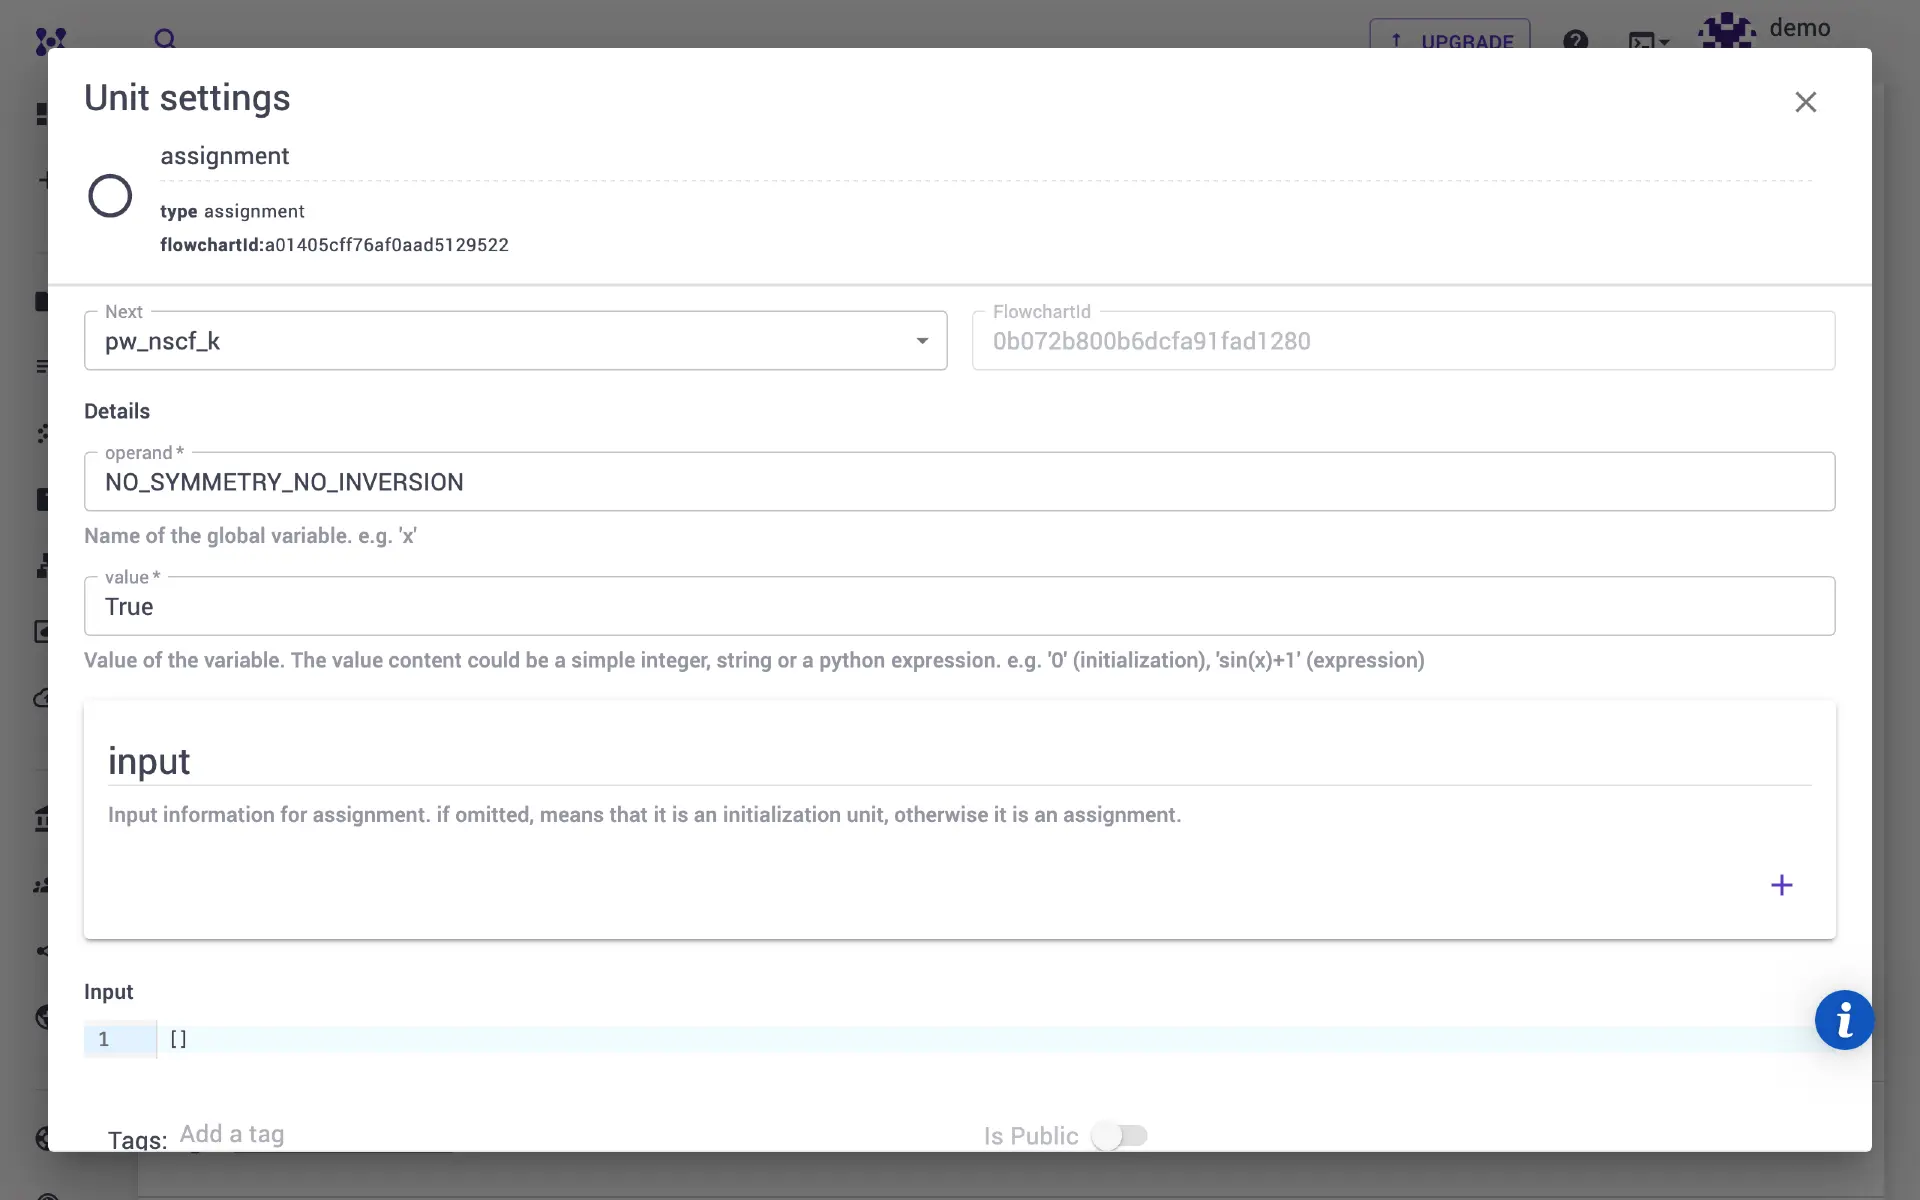 UPGRADE
demo
Unit settings
assignment
type assignment
flowchartId:a01405cff76af0aad5129522
Next
pw_nscf_k
FlowchartId
0b072b800b6dcfa91fad1280
Details
operand *
NO_SYMMETRY_NO_INVERSION
Name of the global variable. e.g. 'x'
value *
True
Value of the variable. The value content could be a simple integer, string or a python expression. e.g. '0' (initialization), 'sin(x)+1' (expression)
input
Input information for assignment. if omitted, means that it is an initialization unit, otherwise it is an assignment.
Input
1 []
Tags: Add a tag
Is Public